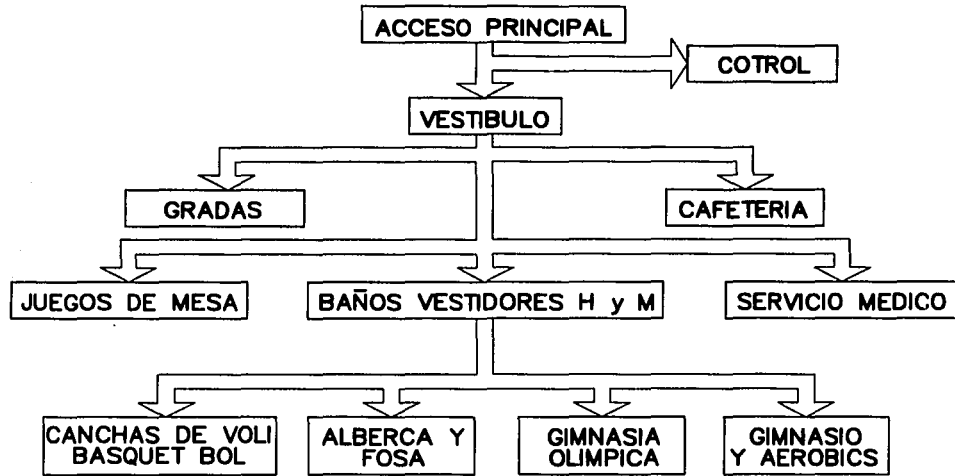 ACCESO PRINCIPAL
COTROL
VESTIBULO
GRADAS
CAFETERIA
JUEGOS DE MESA
BAÑOS VESTIDORES H y M
SERVICIO MEDICO
CANCHAS DE VOLI
BASQUET BOL
ALBERCA Y
FOSA
GIMNASIA
OLIMPICA
GIMNASIO
Y AEROBICS